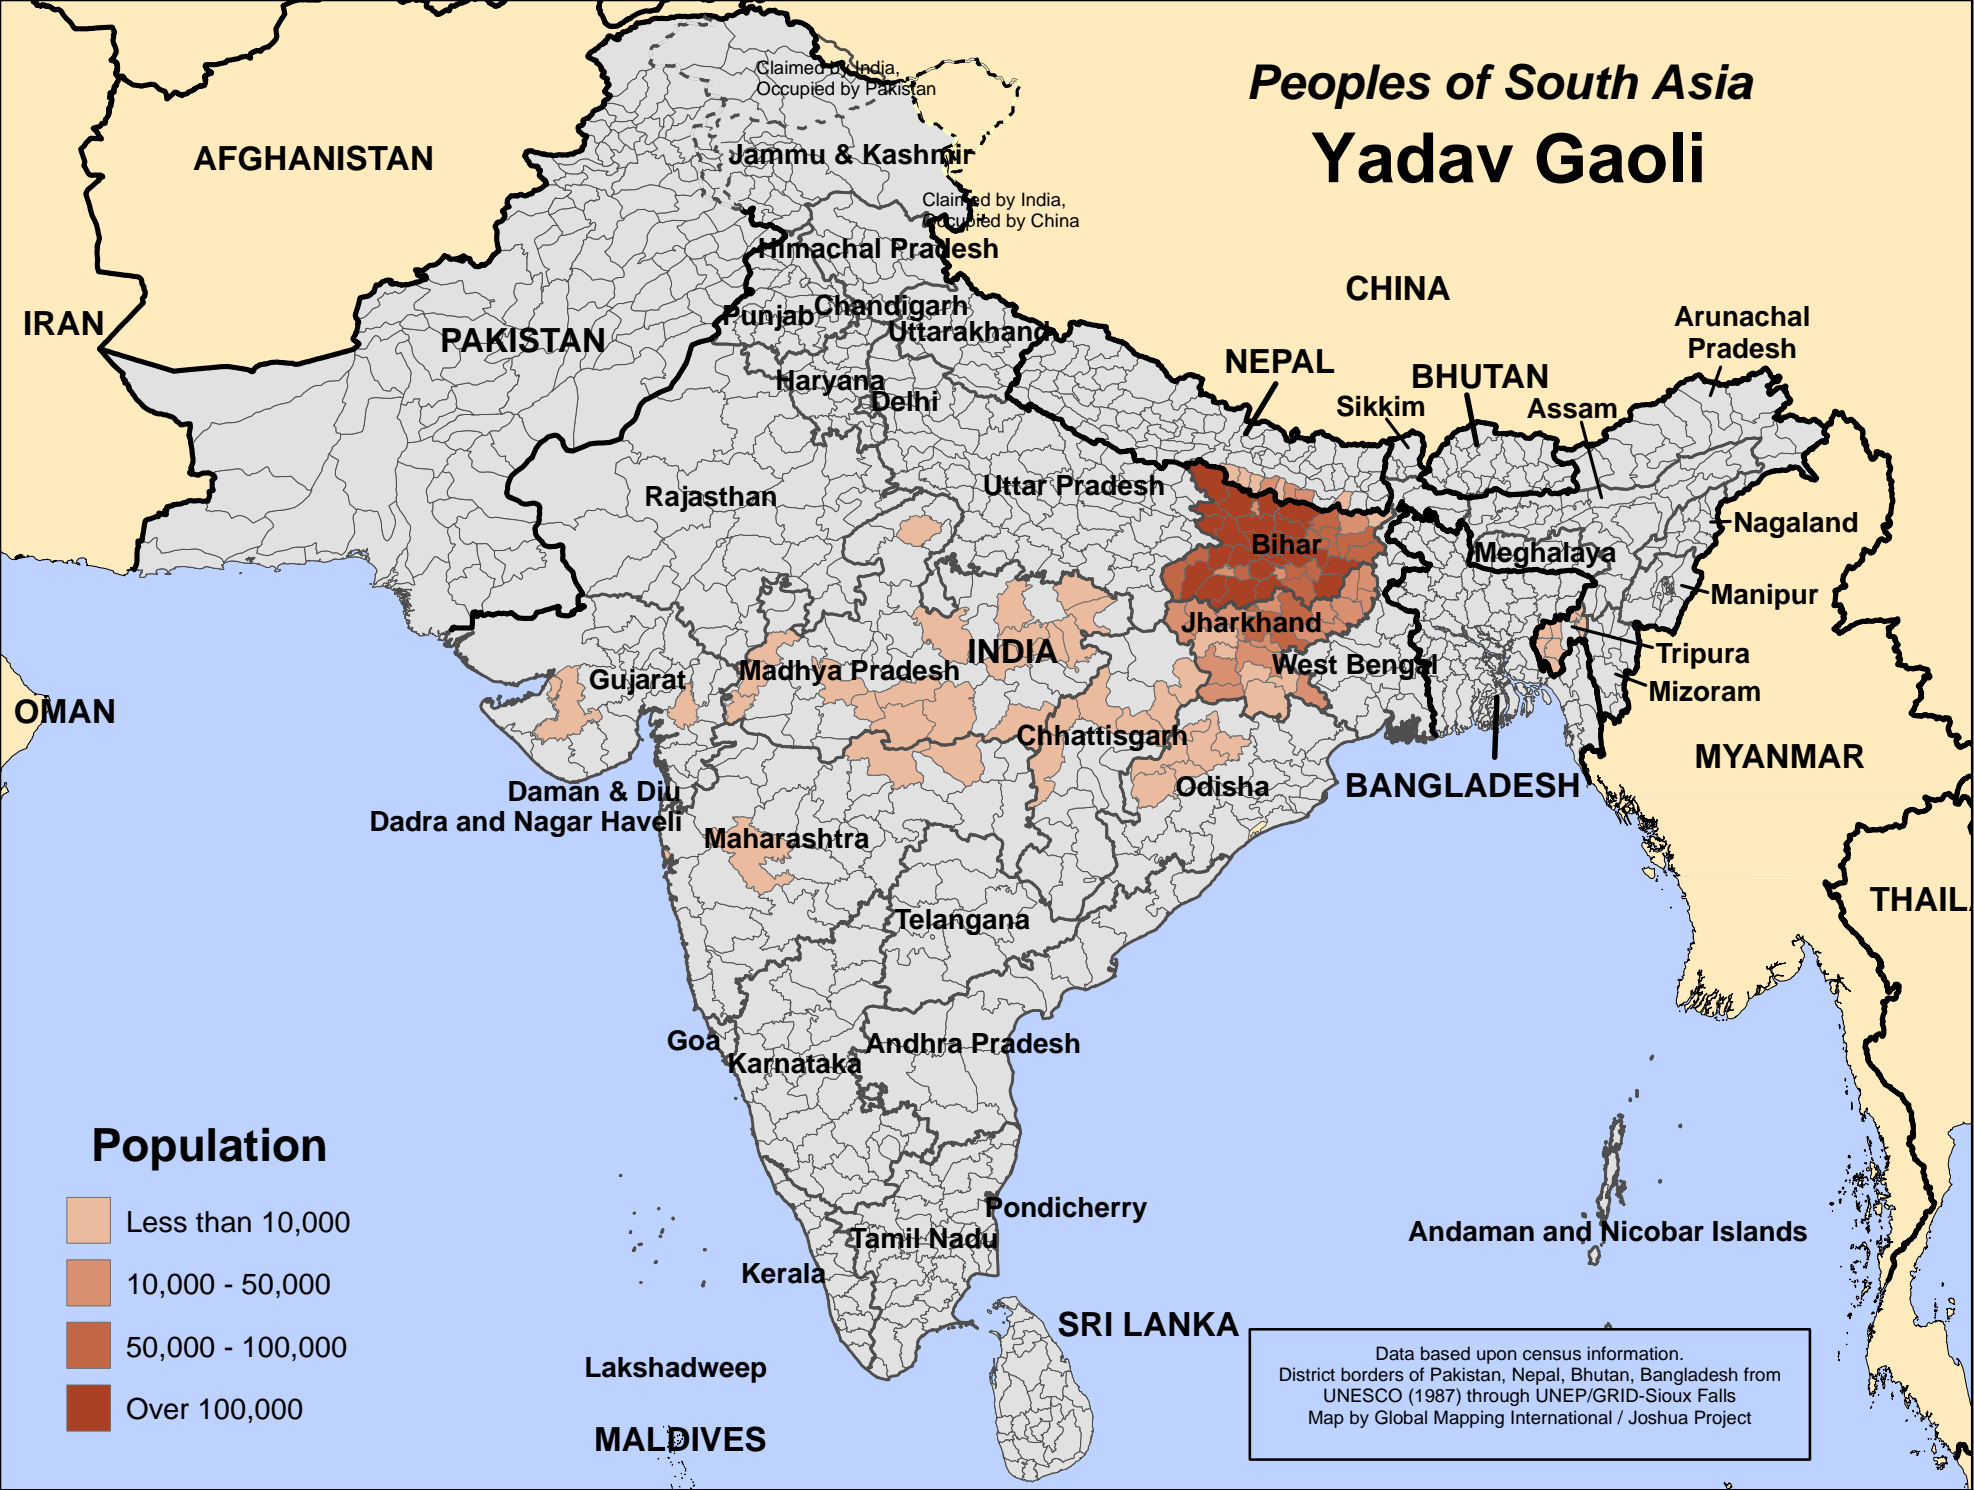 Peoples of South Asia
Yadav Gaoli
Claimed by India,
Occupied by Pakistan
AFGHANISTAN
Jammu & Kashmir
Claimed by India,
Occupied by China
Himachal Pradesh
CHINA
IRAN
PAKISTAN
Punjab
Chandigarh
Uttarakhand
Arunachal
Pradesh
NEPAL
BHUTAN
Haryana
Delhi
Sikkim
Assam
Rajasthan
Uttar Pradesh
Nagaland
Bihar
Meghalaya
Manipur
Jharkhand
INDIA
Tripura
Gujarat
Madhya Pradesh
West Bengal
Mizoram
OMAN
Chhattisgarh
MYANMAR
Odisha
BANGLADESH
Daman & Diu
Dadra and Nagar Haveli
Maharashtra
THAIL
Telangana
Goa
Andhra Pradesh
Karnataka
Population
Less than 10,000
10,000 - 50,000
50,000 - 100,000
Over 100,000
Pondicherry
Andaman and Nicobar Islands
Tamil Nadu
Kerala
SRI LANKA
Lakshadweep
MALDIVES
Data based upon census information.
District borders of Pakistan, Nepal, Bhutan, Bangladesh from
UNESCO (1987) through UNEP/GRID-Sioux Falls
Map by Global Mapping International / Joshua Project